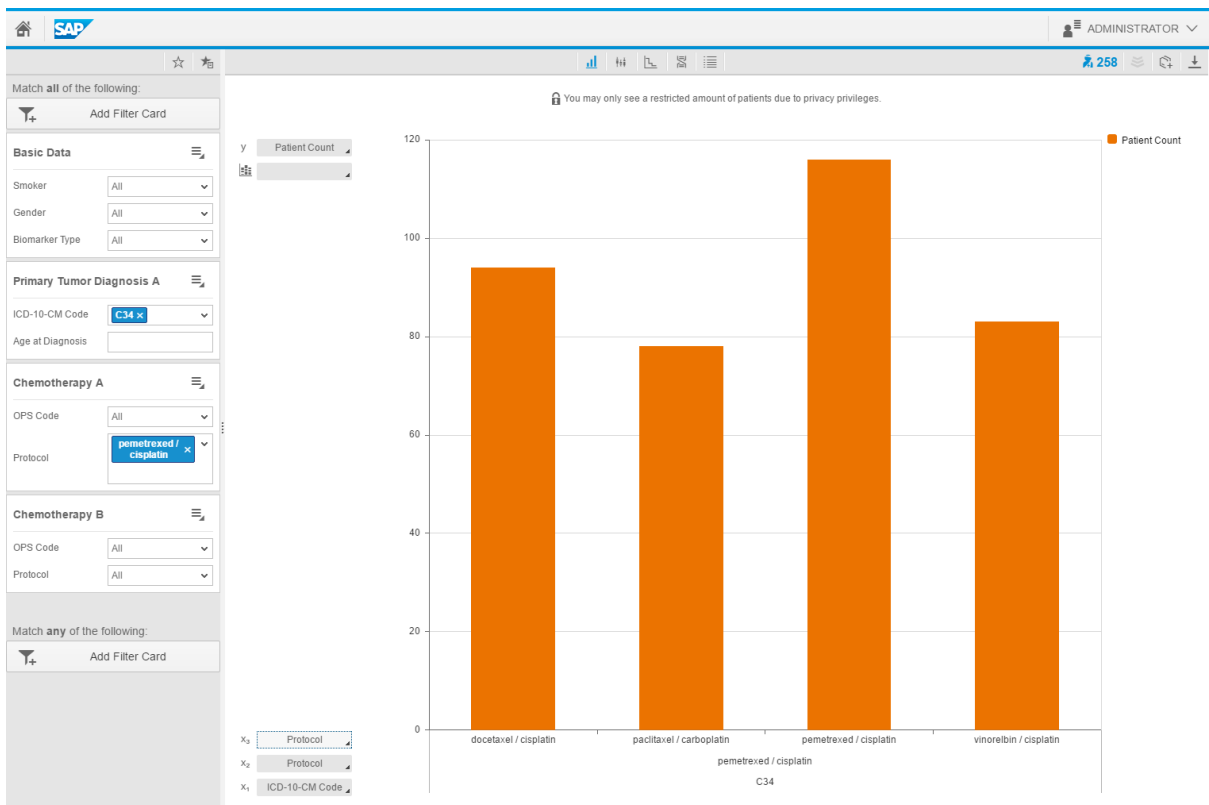 SAP
ADMINISTRATOR
258
Match all of the following:
Add Filter Card
Basic Data
Smoker All
Gender All
Biomarker Type All
Primary Tumor Diagnosis A
ICD-10-CM Code C34 ×
Age at Diagnosis
Chemotherapy A
OPS Code All
Protocol
pemetrexed /
cisplatin ×
Chemotherapy B
OPS Code All
Protocol All
Match any of the following:
Add Filter Card
You may only see a restricted amount of patients due to privacy privileges.
y Patient Count
120
100
80
60
40
20
0
Patient Count
x₃ Protocol
docetaxel / cisplatin
paclitaxel / carboplatin
pemetrexed / cisplatin
vinorelbin / cisplatin
x₂ Protocol
pemetrexed / cisplatin
x₁ ICD-10-CM Code
C34